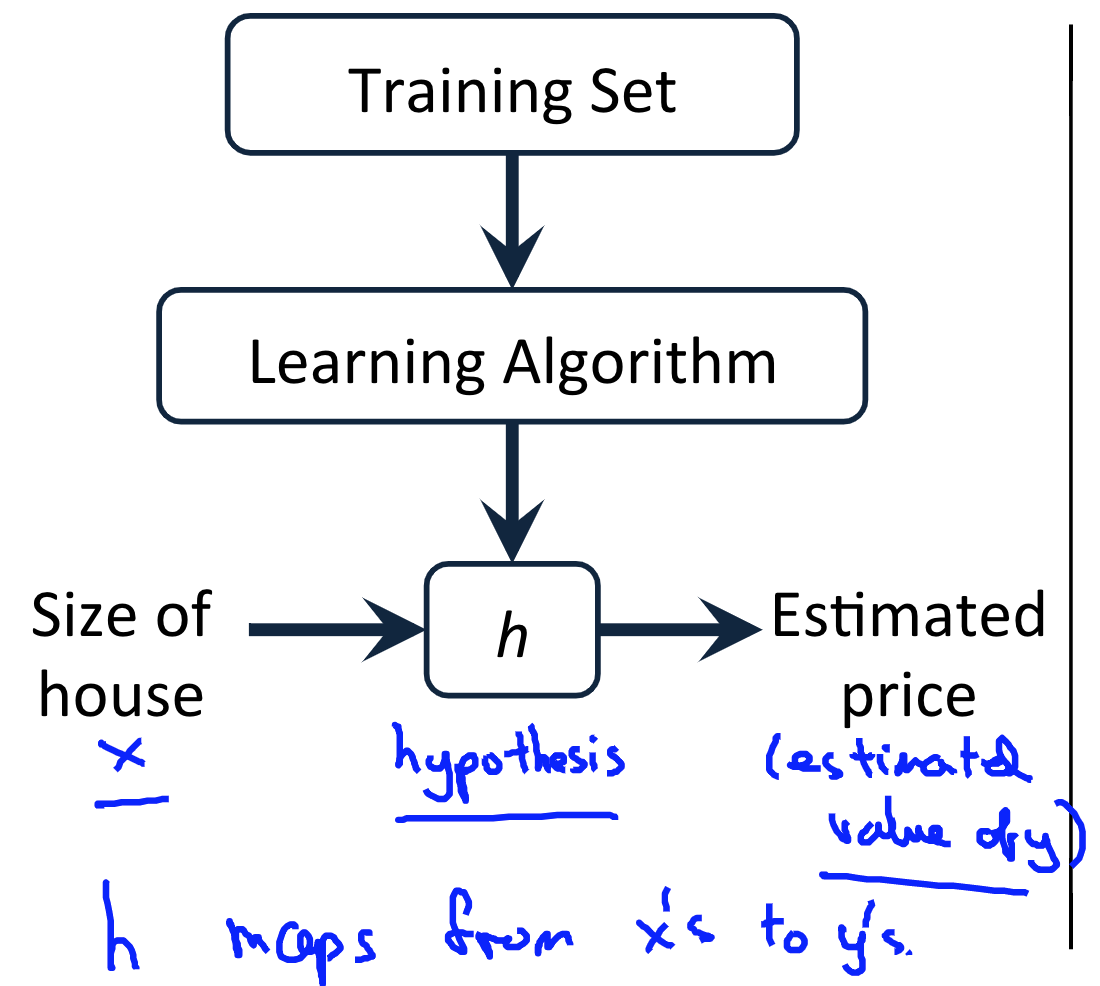 Training Set
Learning Algorithm
Size of
house
h
Estimated
price
x
hypothesis
(estimated
value of y)
h maps from x's to y's.